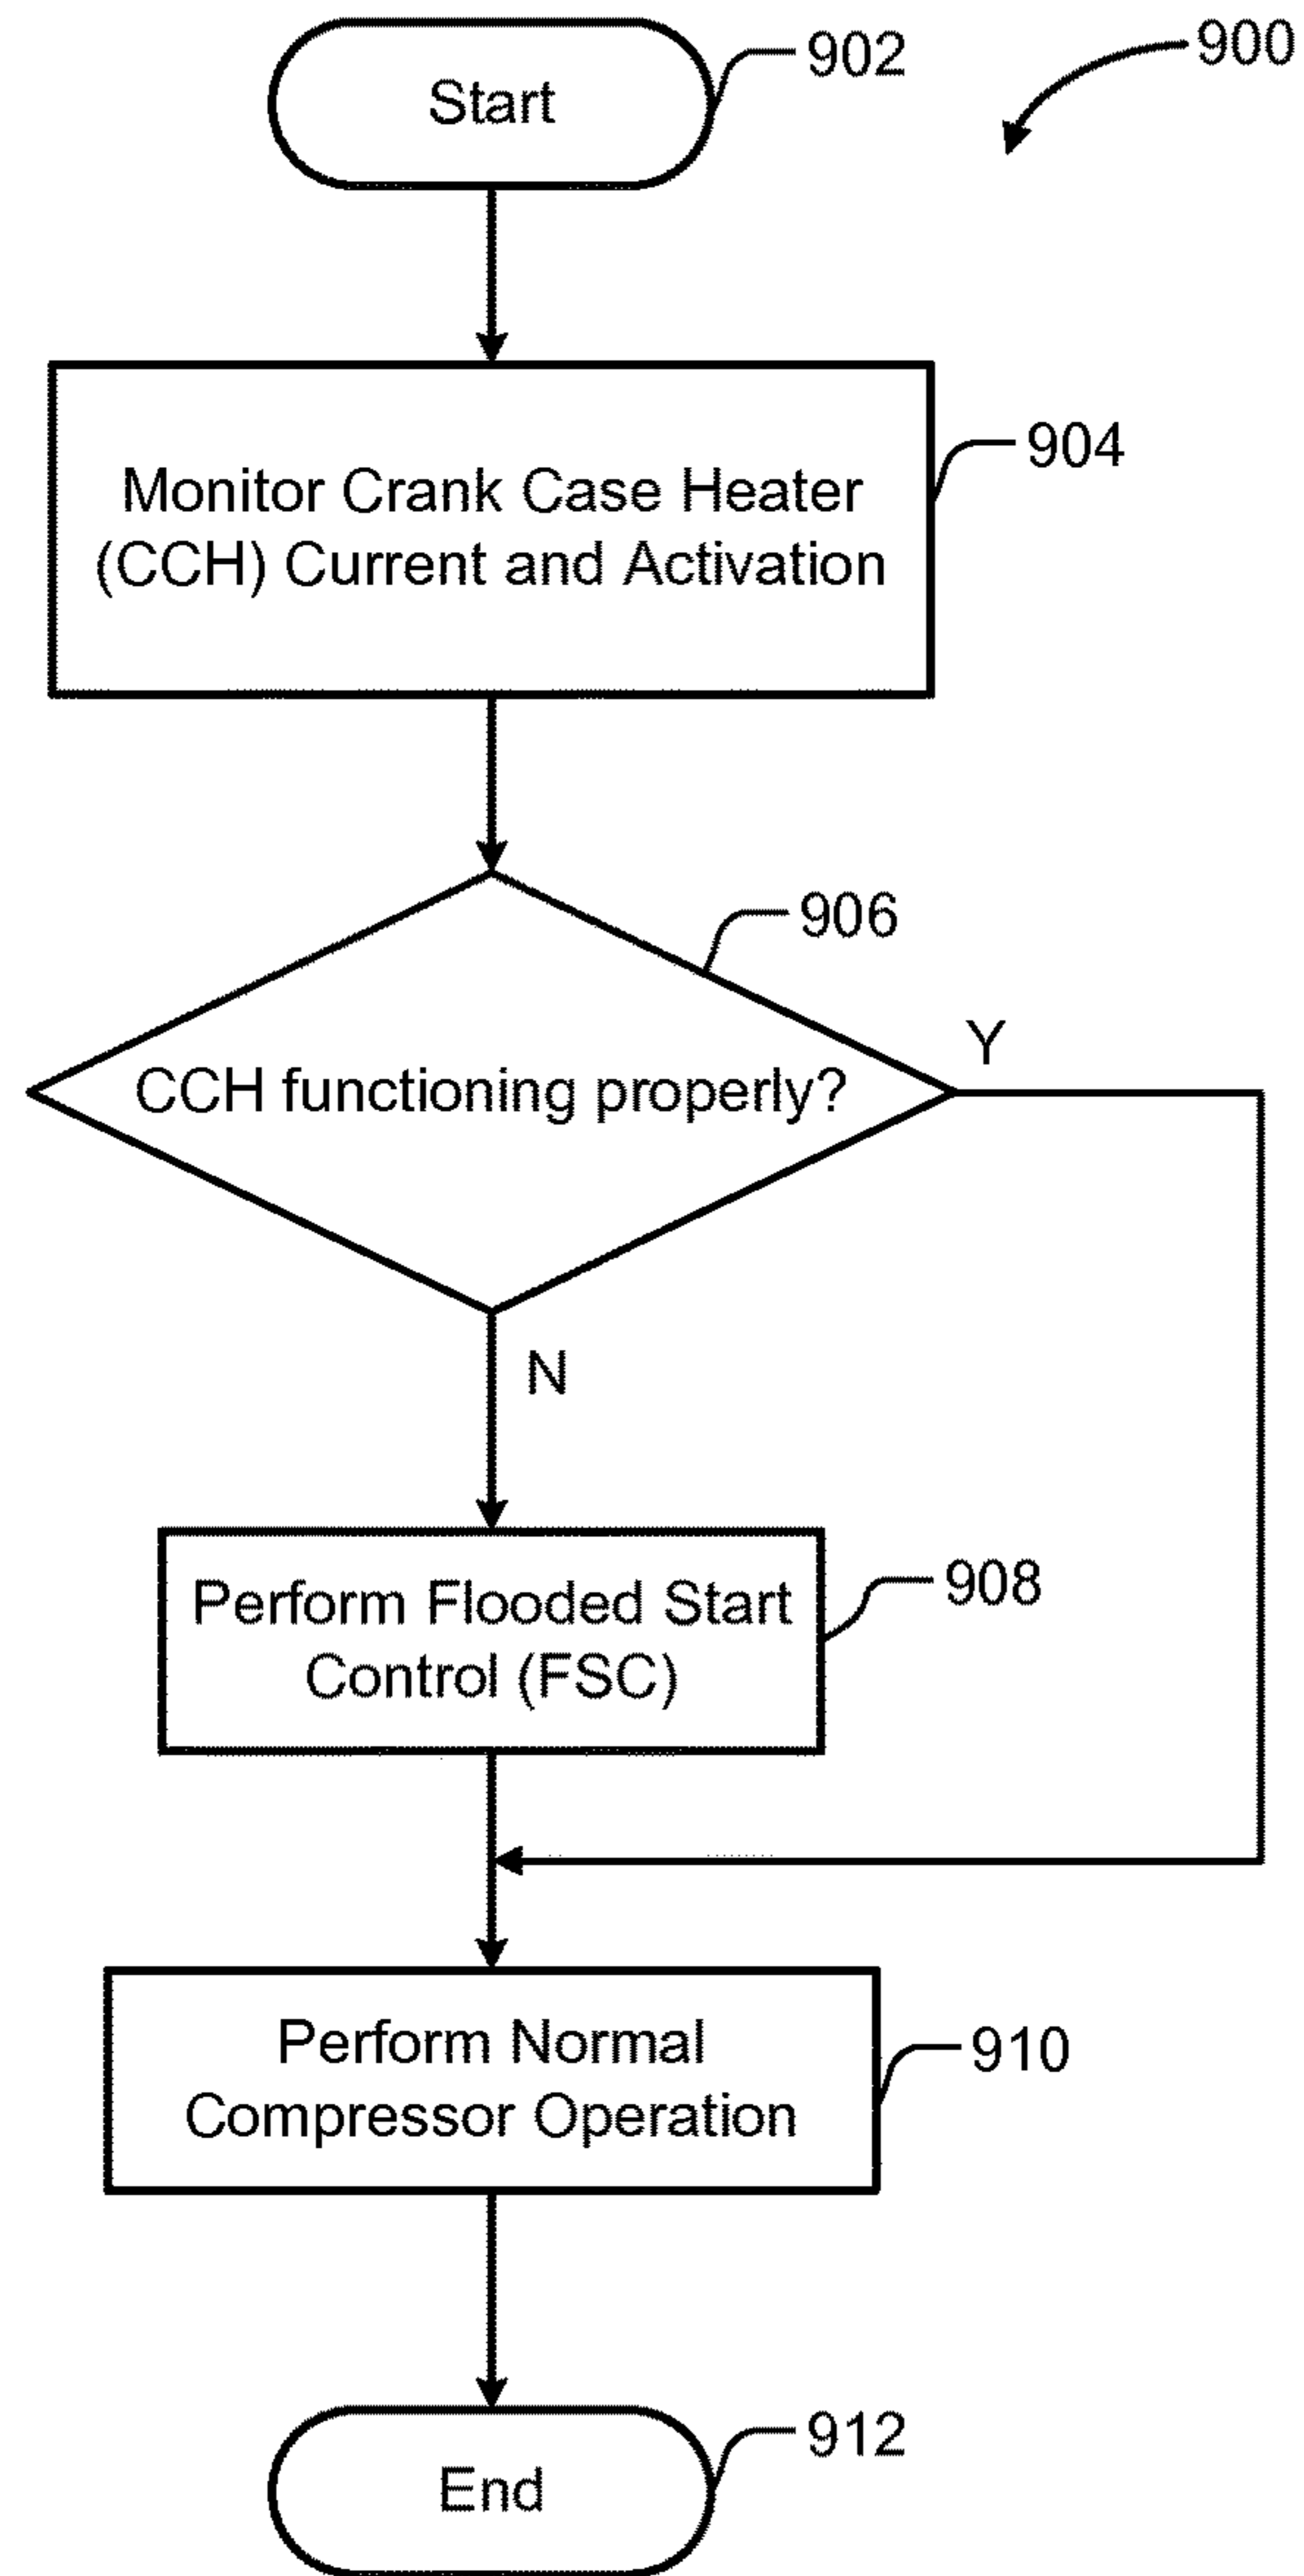 900
Start
902
Monitor Crank Case Heater
(CCH) Current and Activation
904
906
CCH functioning properly?
Y
N
Perform Flooded Start
Control (FSC)
908
Perform Normal
Compressor Operation
910
End
912